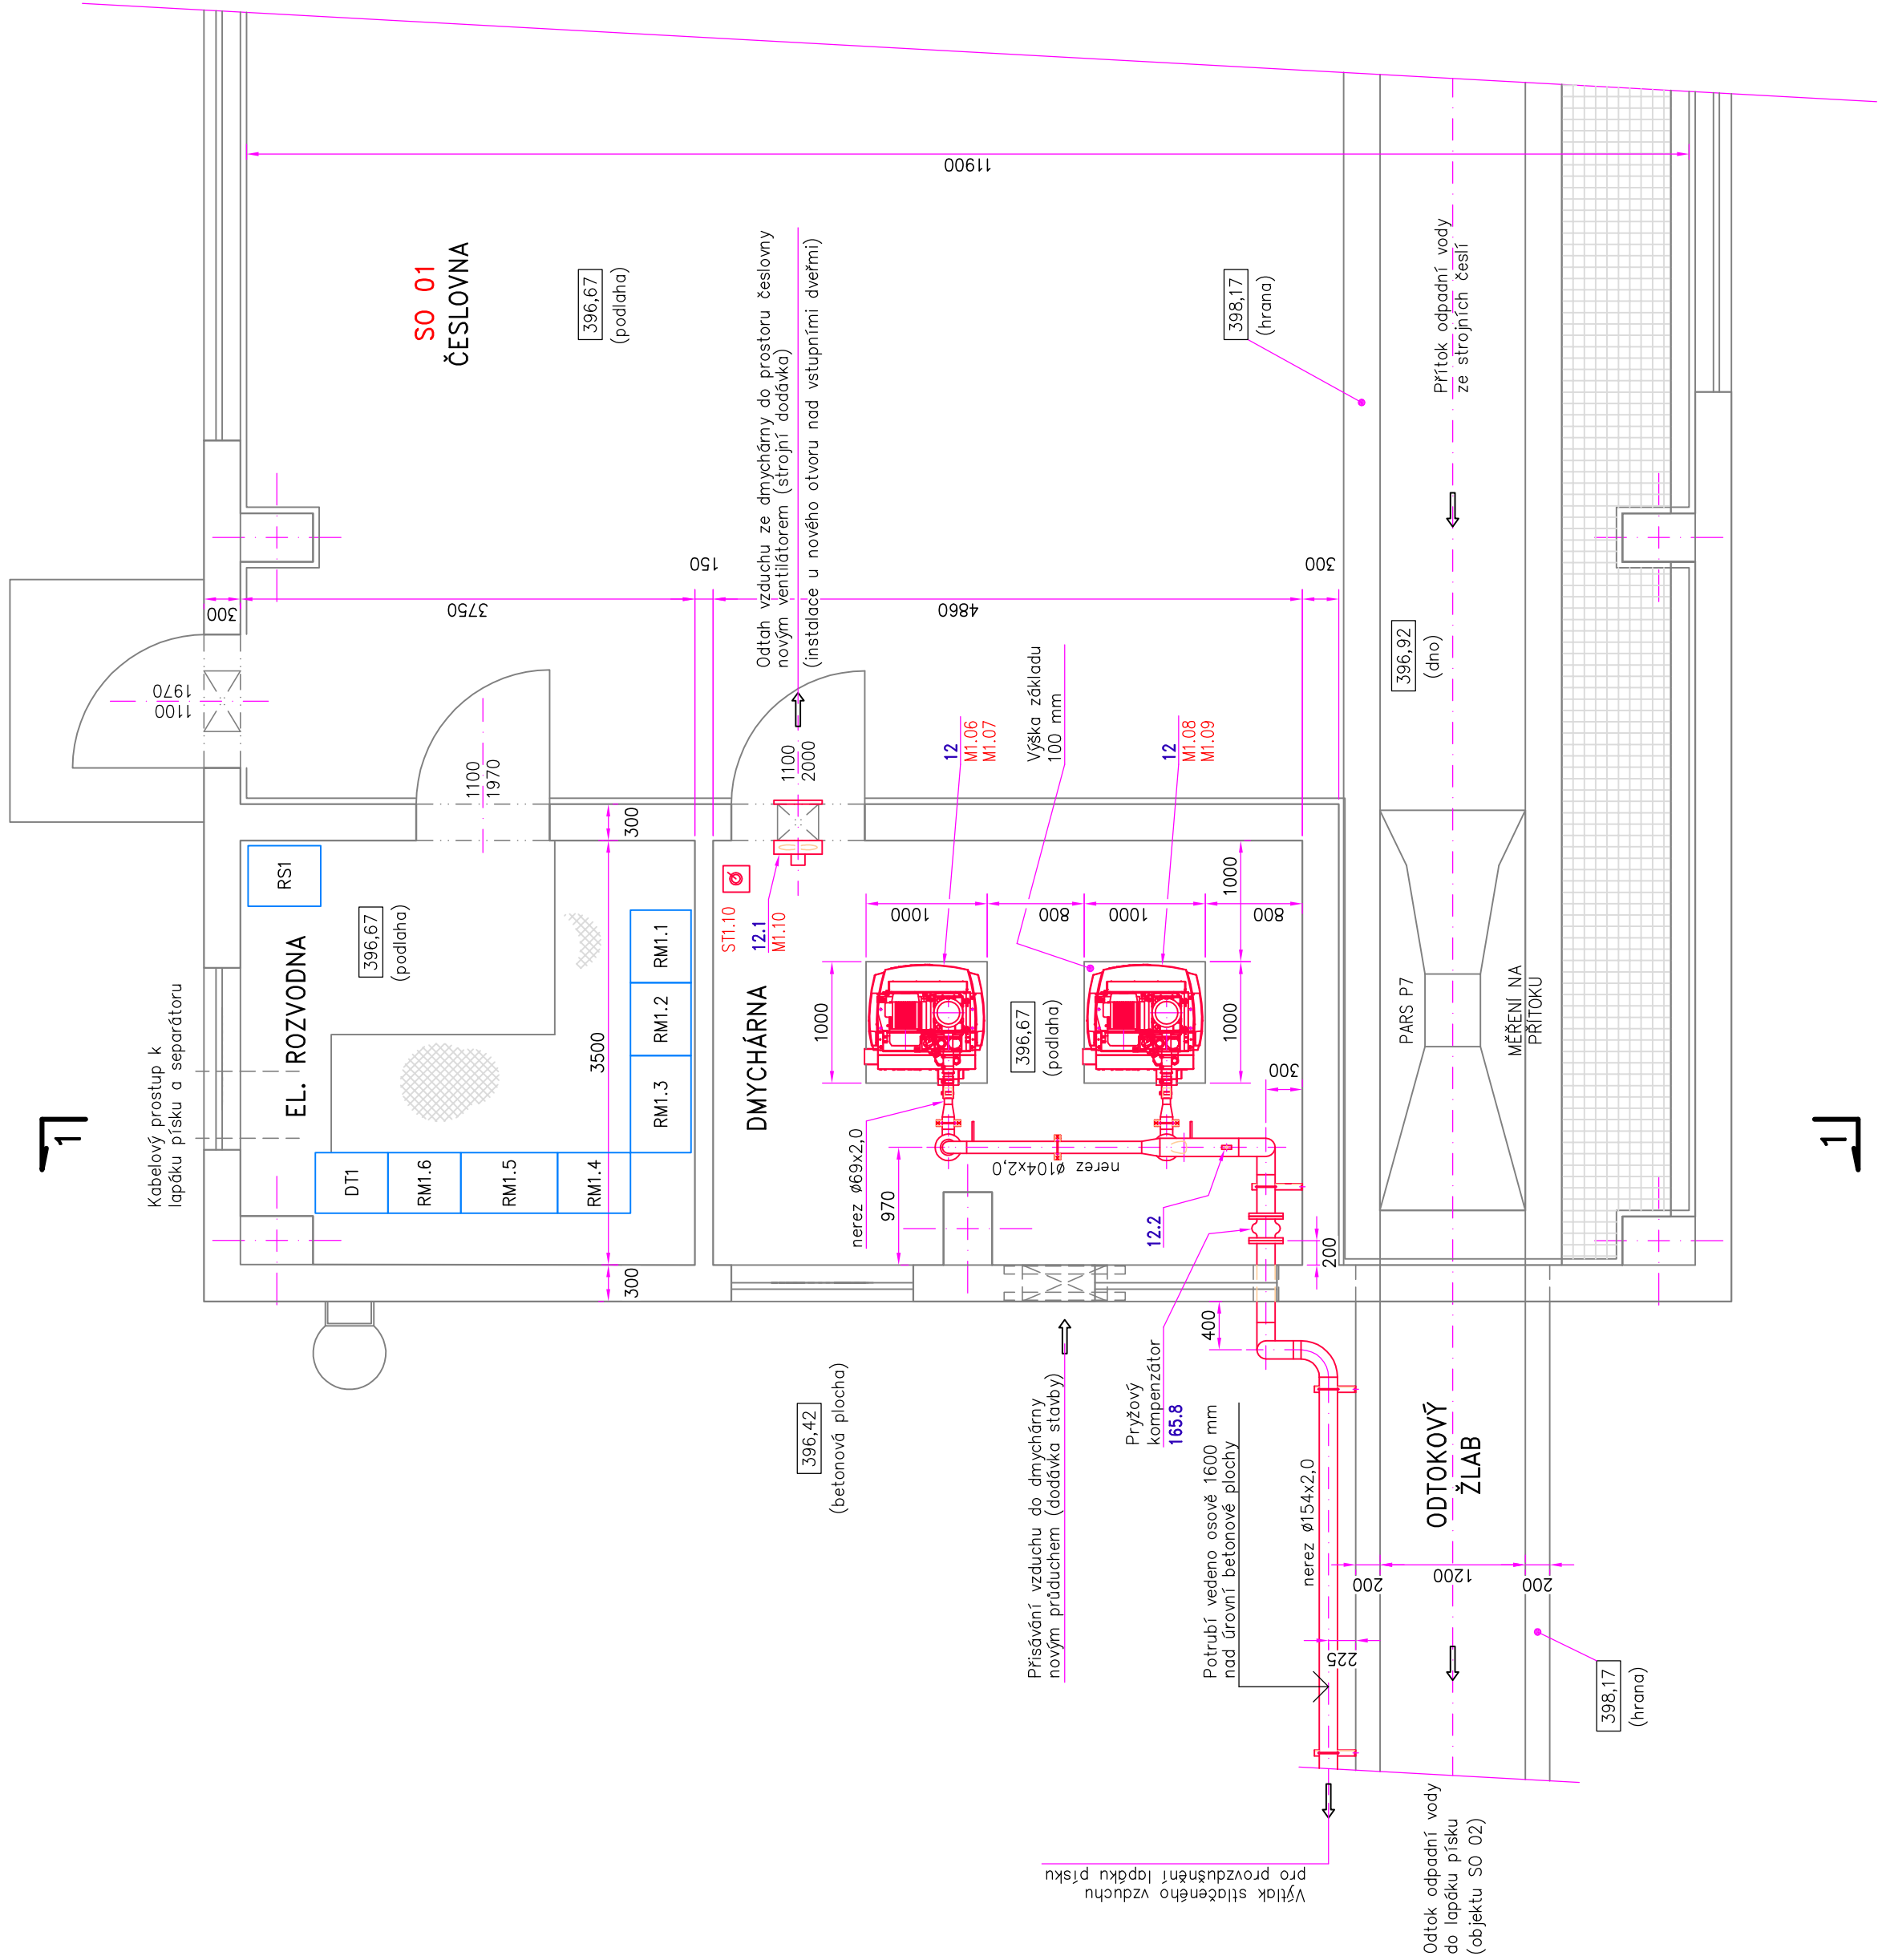 SO 01
ČESLOVNA
396,67
(podlaha)
11900
Odtah vzduchu ze dmychárny do prostoru česlovny
novým ventilátorem (strojní dodávka)
(instalace u nového otvoru nad vstupními dveřmi)
398,17
(hrana)
Přítok odpadní vody
ze strojních česlí
300
3750
150
4860
300
1100
1970
1100
1970
1100
2000
12
M1.06
M1.07
Výška základu
100 mm
12
M1.08
M1.09
396,92
(dno)
Kabelový prostup k
lapáku písku a separátoru
EL. ROZVODNA
RS1
396,67
(podlaha)
RM1.1
RM1.2
RM1.3
DT1
RM1.6
RM1.5
RM1.4
300
3500
300
ST1.10
12.1
M1.10
DMYCHÁRNA
1000
800
1000
800
1000
1000
1000
396,67
(podlaha)
300
nerez ø69x2,0
nerez ø104x2,0
970
12.2
200
400
PARS P7
MĚŘENÍ NA
PŘÍTOKU
1
1
396,42
(betonová plocha)
Přisávání vzduchu do dmychárny
novým průduchem (dodávka stavby)
Pryžový
kompenzátor
165.8
Potrubí vedeno osově 1600 mm
nad úrovní betonové plochy
nerez ø154x2,0
ODTOKOVÝ
ŽLAB
200
1200
200
225
398,17
(hrana)
Výtlak stlačeného vzduchu
pro provzdušnění lapáku písku
Odtok odpadní vody
do lapáku písku
(objektu SO 02)